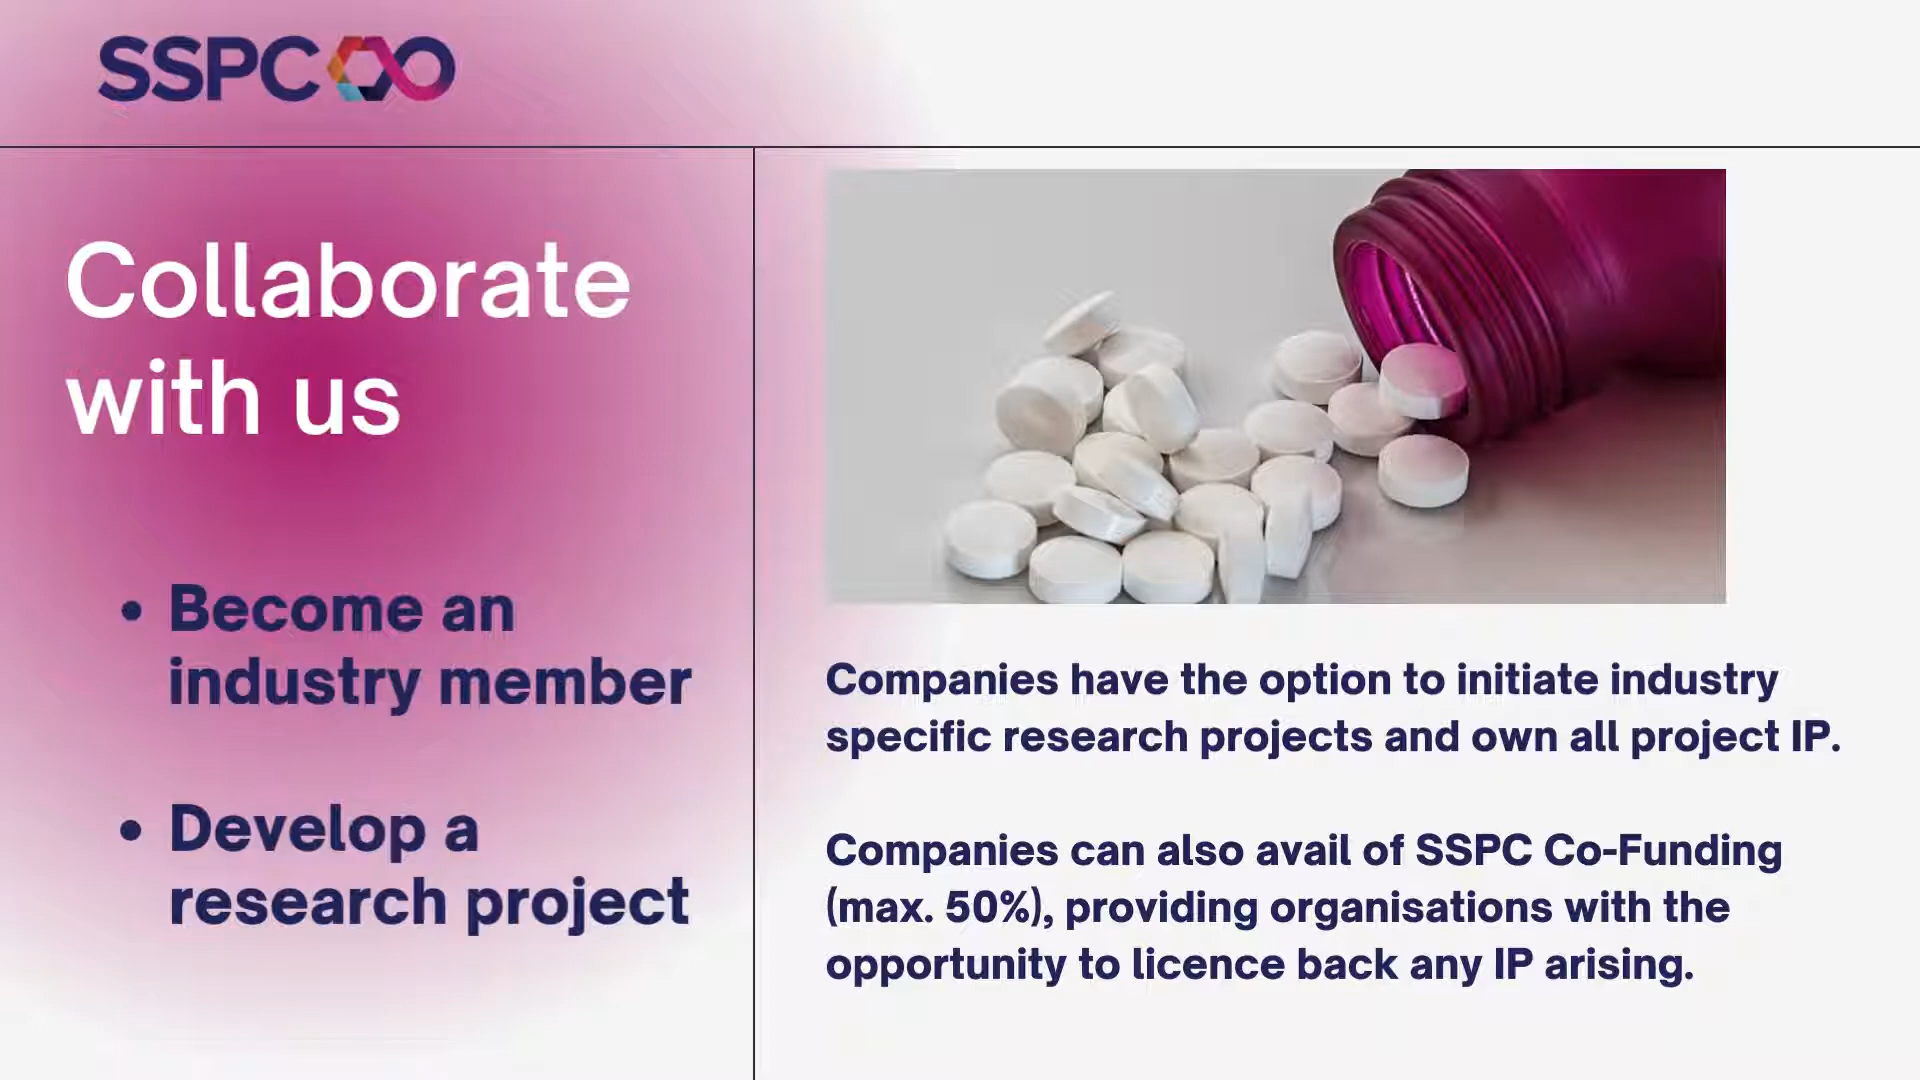 SSPC
Collaborate
with us
• Become an
industry member
• Develop a
research project
Companies have the option to initiate industry
specific research projects and own all project IP.
Companies can also avail of SSPC Co-Funding
(max. 50%), providing organisations with the
opportunity to licence back any IP arising.